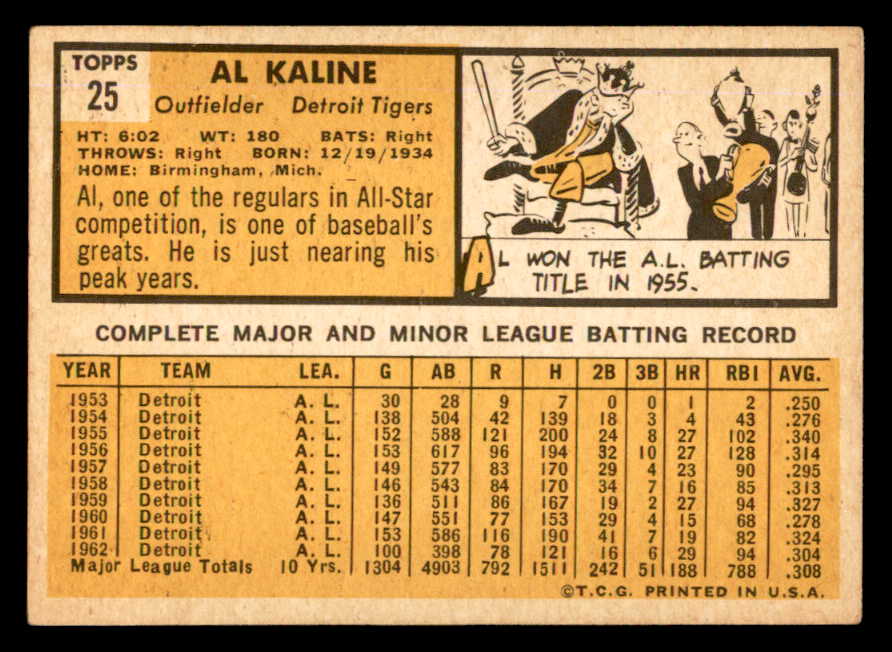 TOPPS
25
AL KALINE
Outfielder Detroit Tigers
HT: 6:02 WT: 180 BATS: Right
THROWS: Right BORN: 12/19/1934
HOME: Birmingham, Mich.
Al, one of the regulars in All-Star
competition, is one of baseball's
greats. He is just nearing his
peak years.
AL WON THE A.L. BATTING
TITLE IN 1955.
COMPLETE MAJOR AND MINOR LEAGUE BATTING RECORD
YEAR TEAM LEA. G AB R H 2B 3B HR RBI AVG.
1953 Detroit A. L. 30 28 9 7 0 0 1 2 .250
1954 Detroit A. L. 138 504 42 139 18 3 4 43 .276
1955 Detroit A. L. 152 588 121 200 24 8 27 102 .340
1956 Detroit A. L. 153 617 96 194 32 10 27 128 .314
1957 Detroit A. L. 149 577 83 170 29 4 23 90 .295
1958 Detroit A. L. 146 543 84 170 34 7 16 85 .313
1959 Detroit A. L. 136 511 86 167 19 2 27 94 .327
1960 Detroit A. L. 147 551 77 153 29 4 15 68 .278
1961 Detroit A. L. 153 586 116 190 41 7 19 82 .324
1962 Detroit A. L. 100 398 78 121 16 6 29 94 .304
Major League Totals 10 Yrs. 1304 4903 792 1511 242 51 188 788 .308
©T.C.G. PRINTED IN U.S.A.